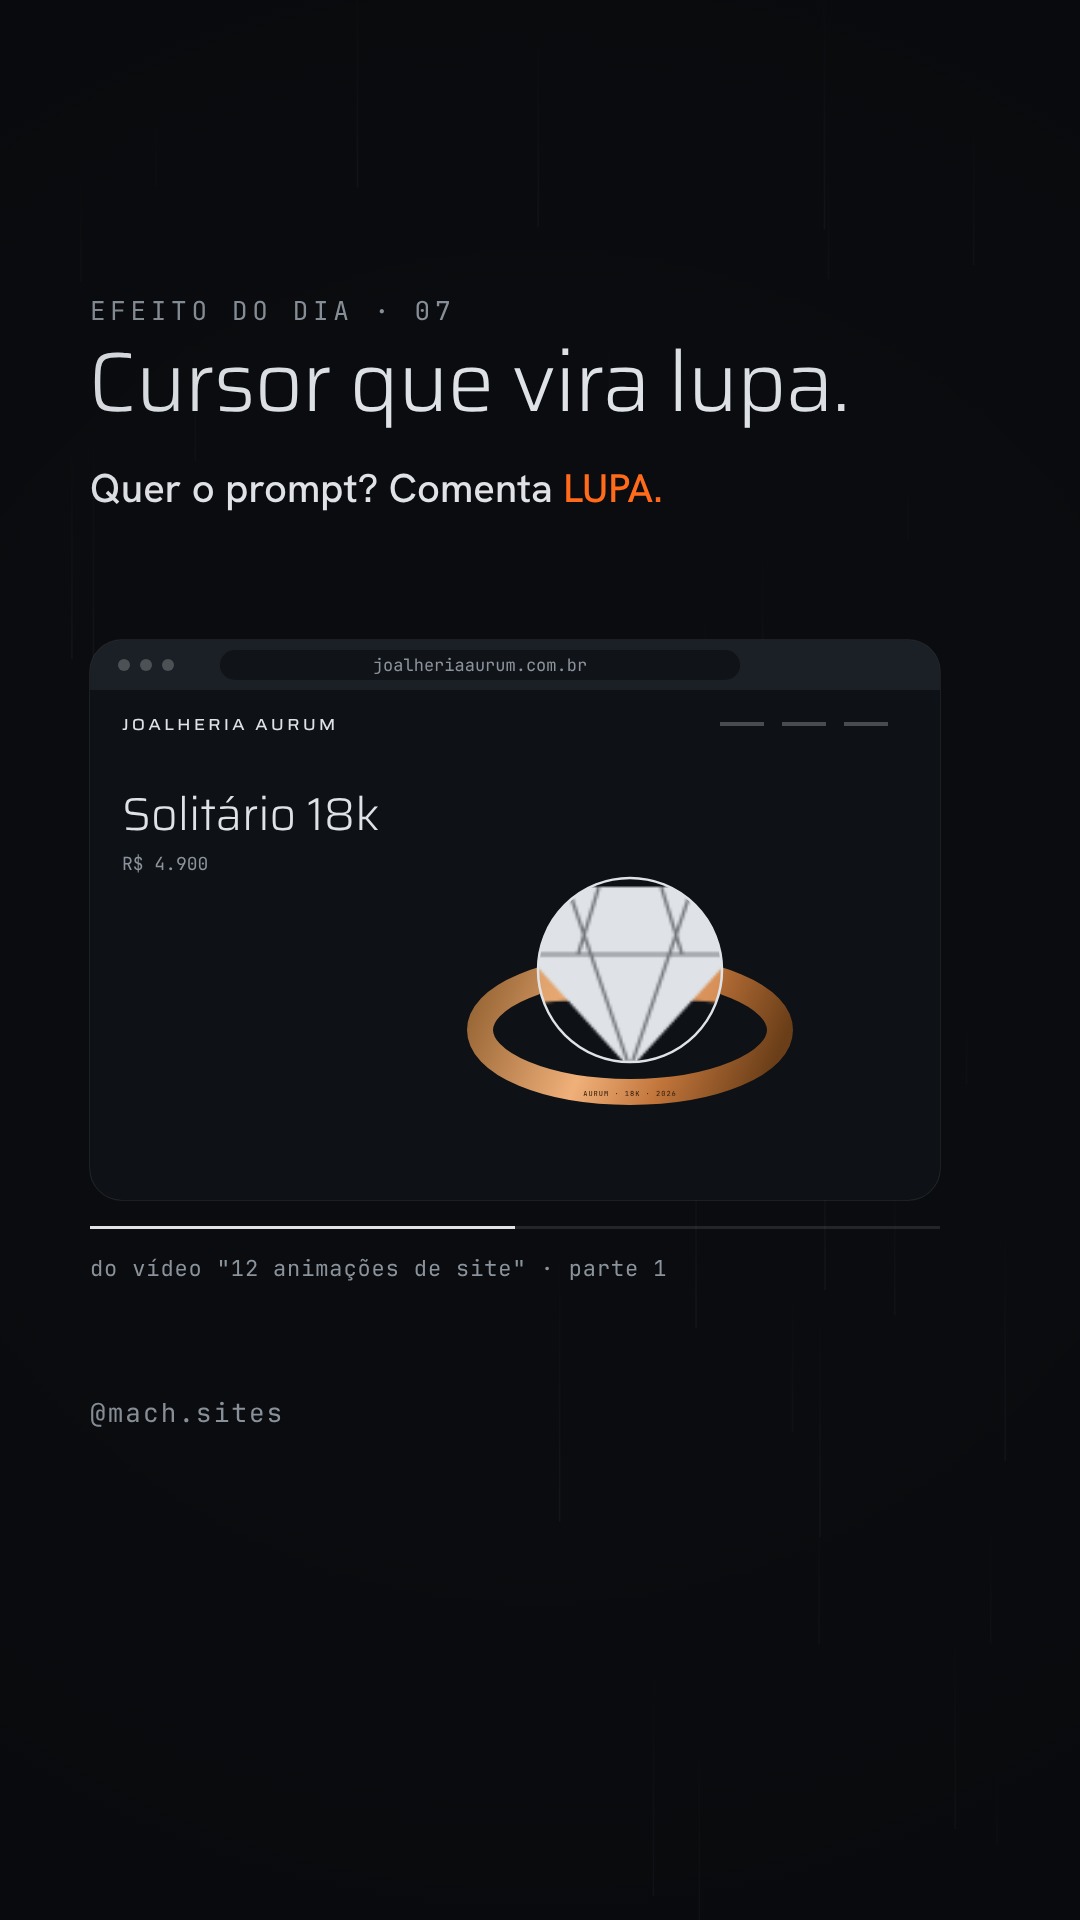 EFEITO DO DIA · 07
Cursor que vira lupa.
Quer o prompt? Comenta LUPA.
joalheriaaurum.com.br
JOALHERIA AURUM
Solitário 18k
R$ 4.900
AURUM · 18K · 2026
do vídeo "12 animações de site" · parte 1
@mach.sites